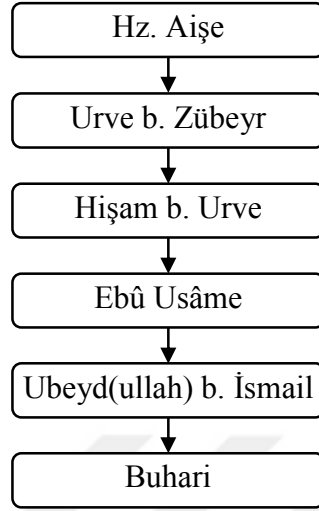 Hz. Aişe
Urve b. Zübeyr
Hişam b. Urve
Ebû Usâme
Ubeyd(ullah) b. İsmail
Buhari